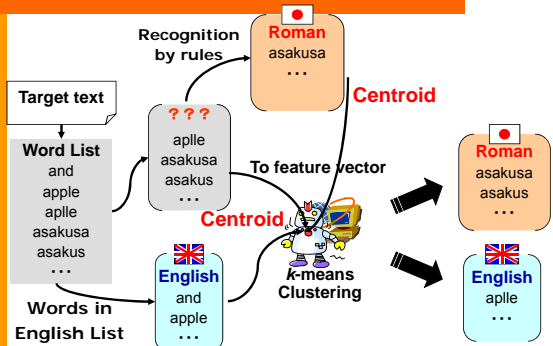 Target text
Word List
and
apple
aplle
asakusa
asakus
...
Words in
English List
Recognition
by rules
? ? ?
aplle
asakusa
asakus
...
Roman
asakusa
...
Centroid
To feature vector
Centroid
English
and
apple
...
k-means
Clustering
Roman
asakusa
asakus
...
English
aplle
...